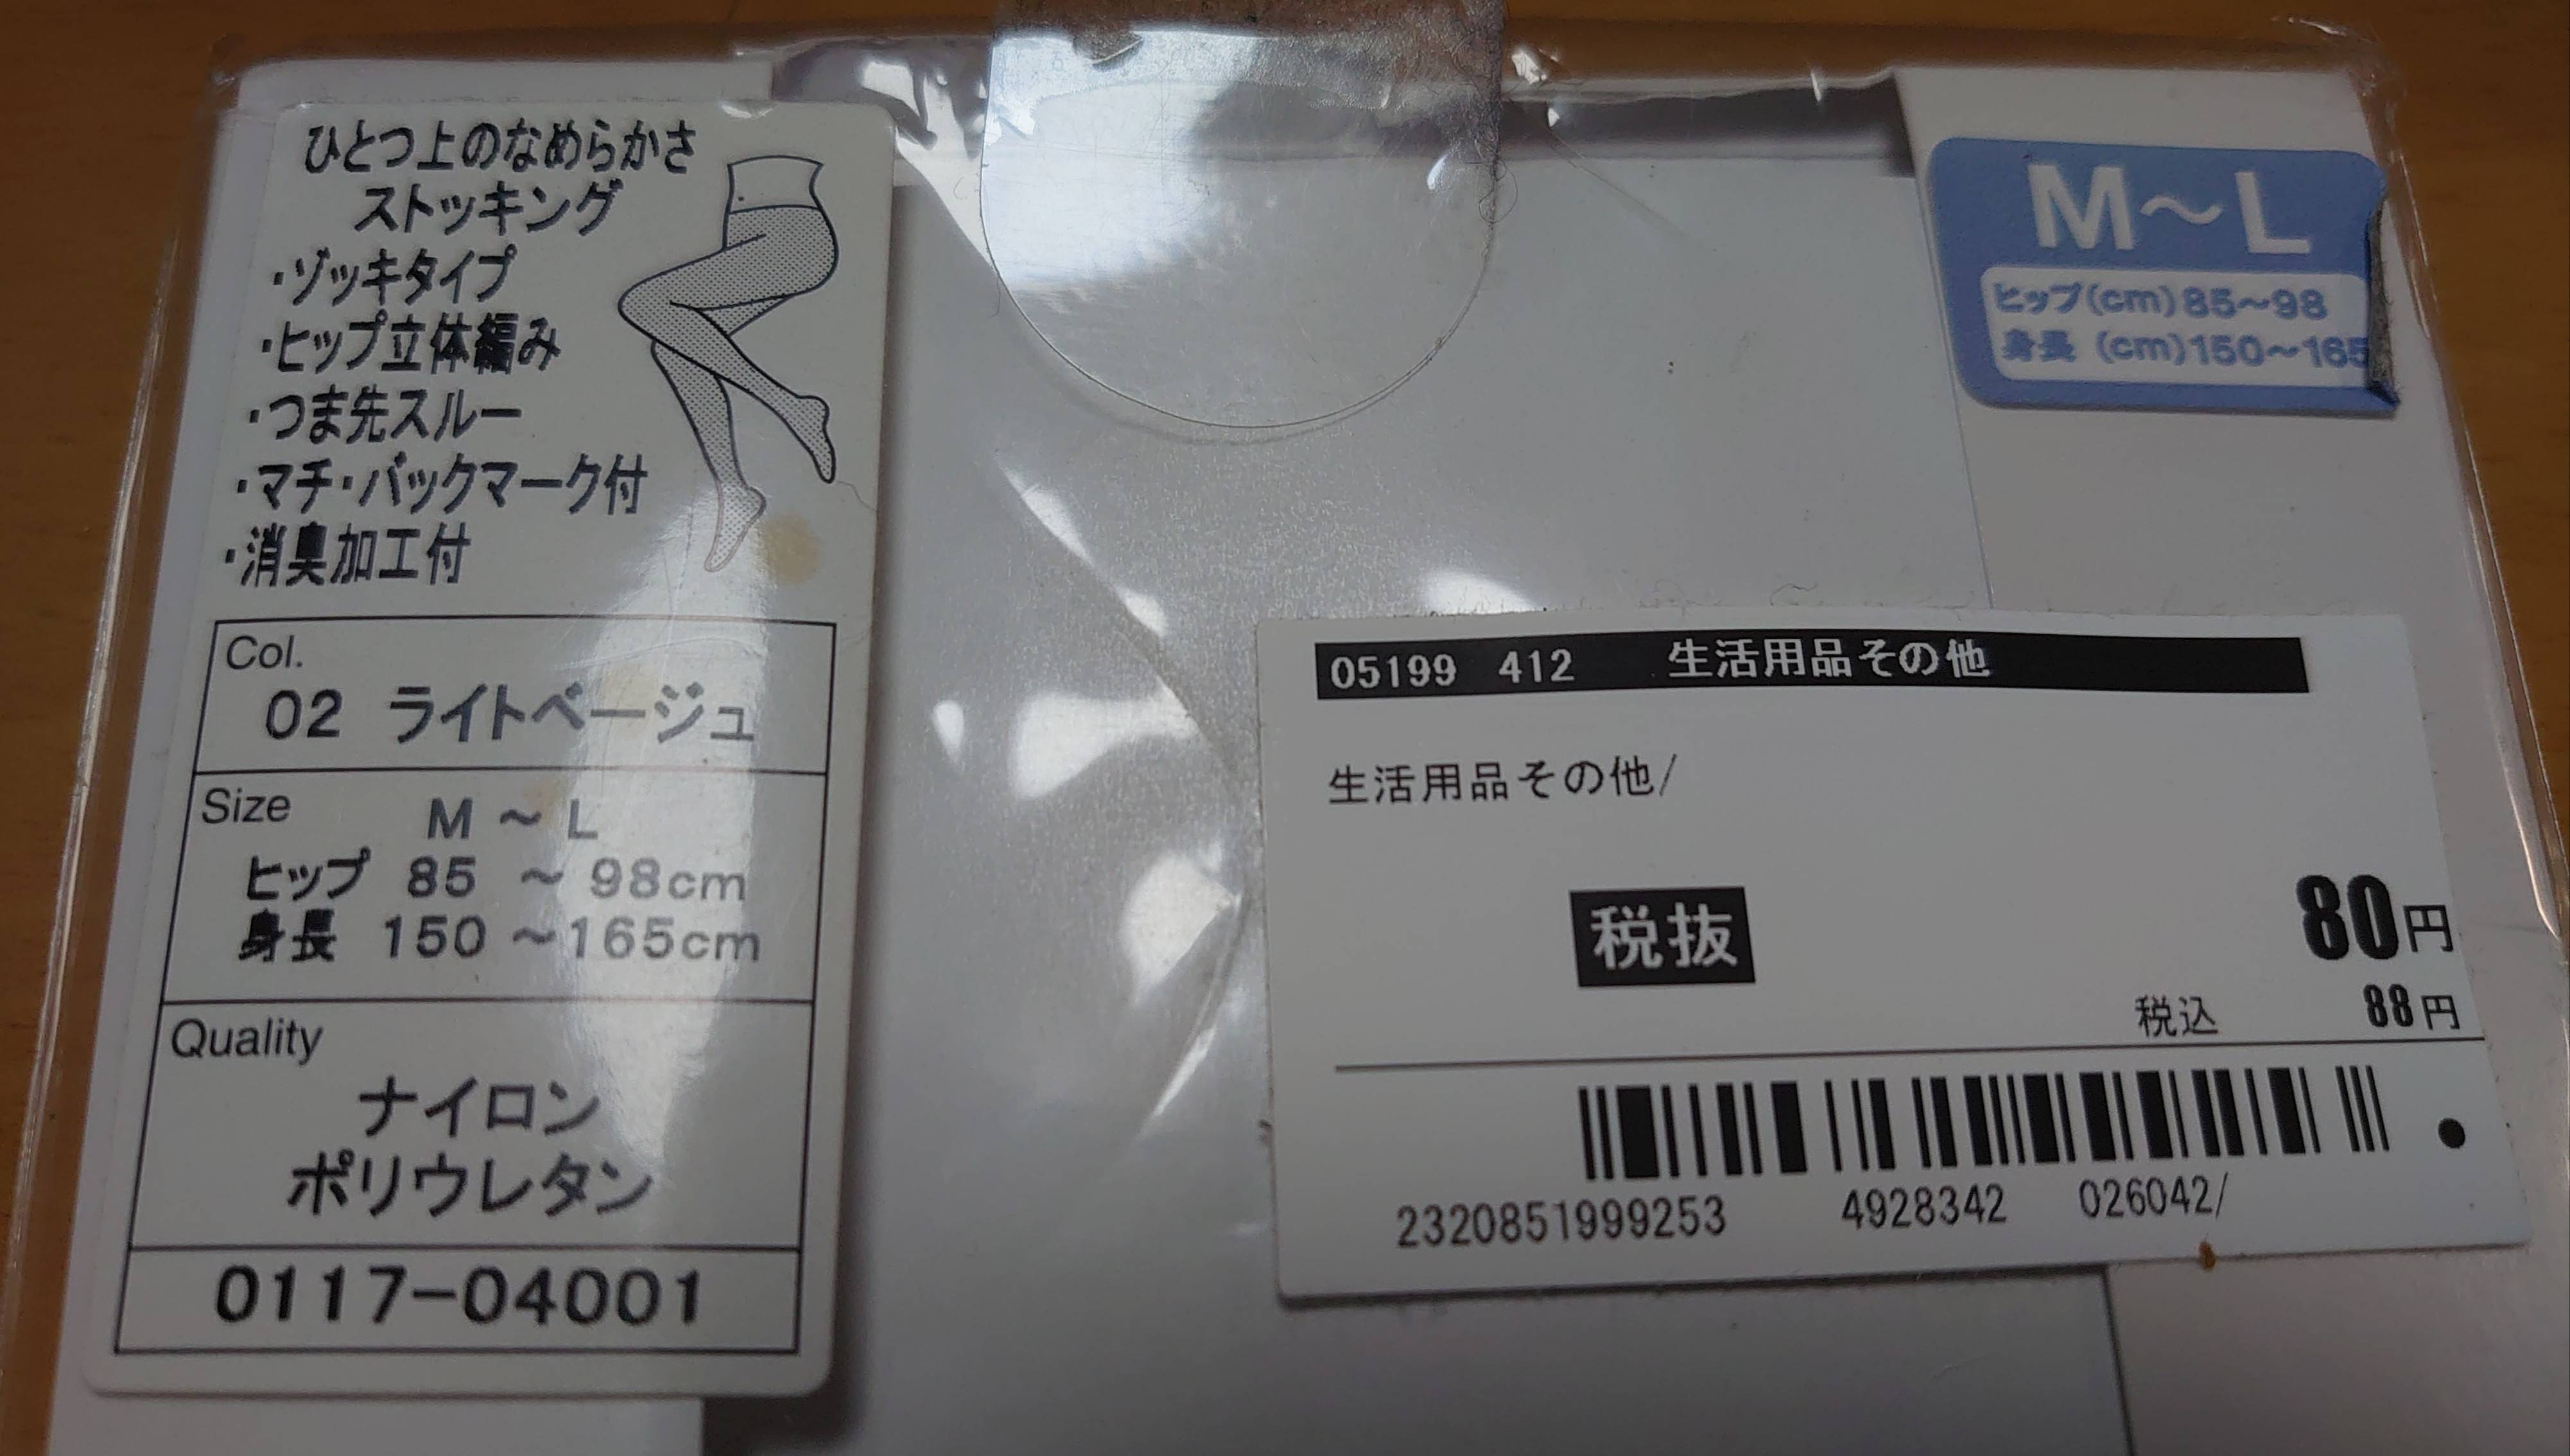 ひとつ上のなめらかさ
ストッキング
・ゾッキタイプ
・ヒップ立体編み
・つま先スルー
・マチ・バックマーク付
・消臭加工付
Col.
02 ライトベージュ
Size
M ~ L
ヒップ 85 ~ 98cm
身長 150 ~165cm
Quality
ナイロン
ポリウレタン
0117-04001
M~L
ヒップ(cm)85~98
身長 (cm)150~165
05199 412 生活用品その他
生活用品その他/
税抜 80円
税込 88円
2320851999253 4928342 026042/